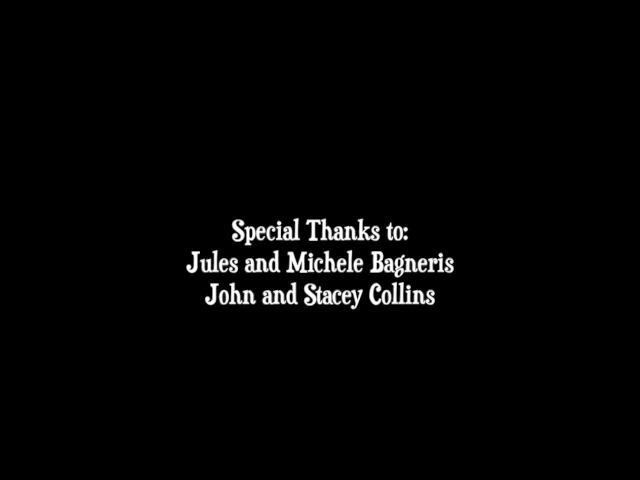 Special Thanks to:
Jules and Michele Bagneris
John and Stacey Collins